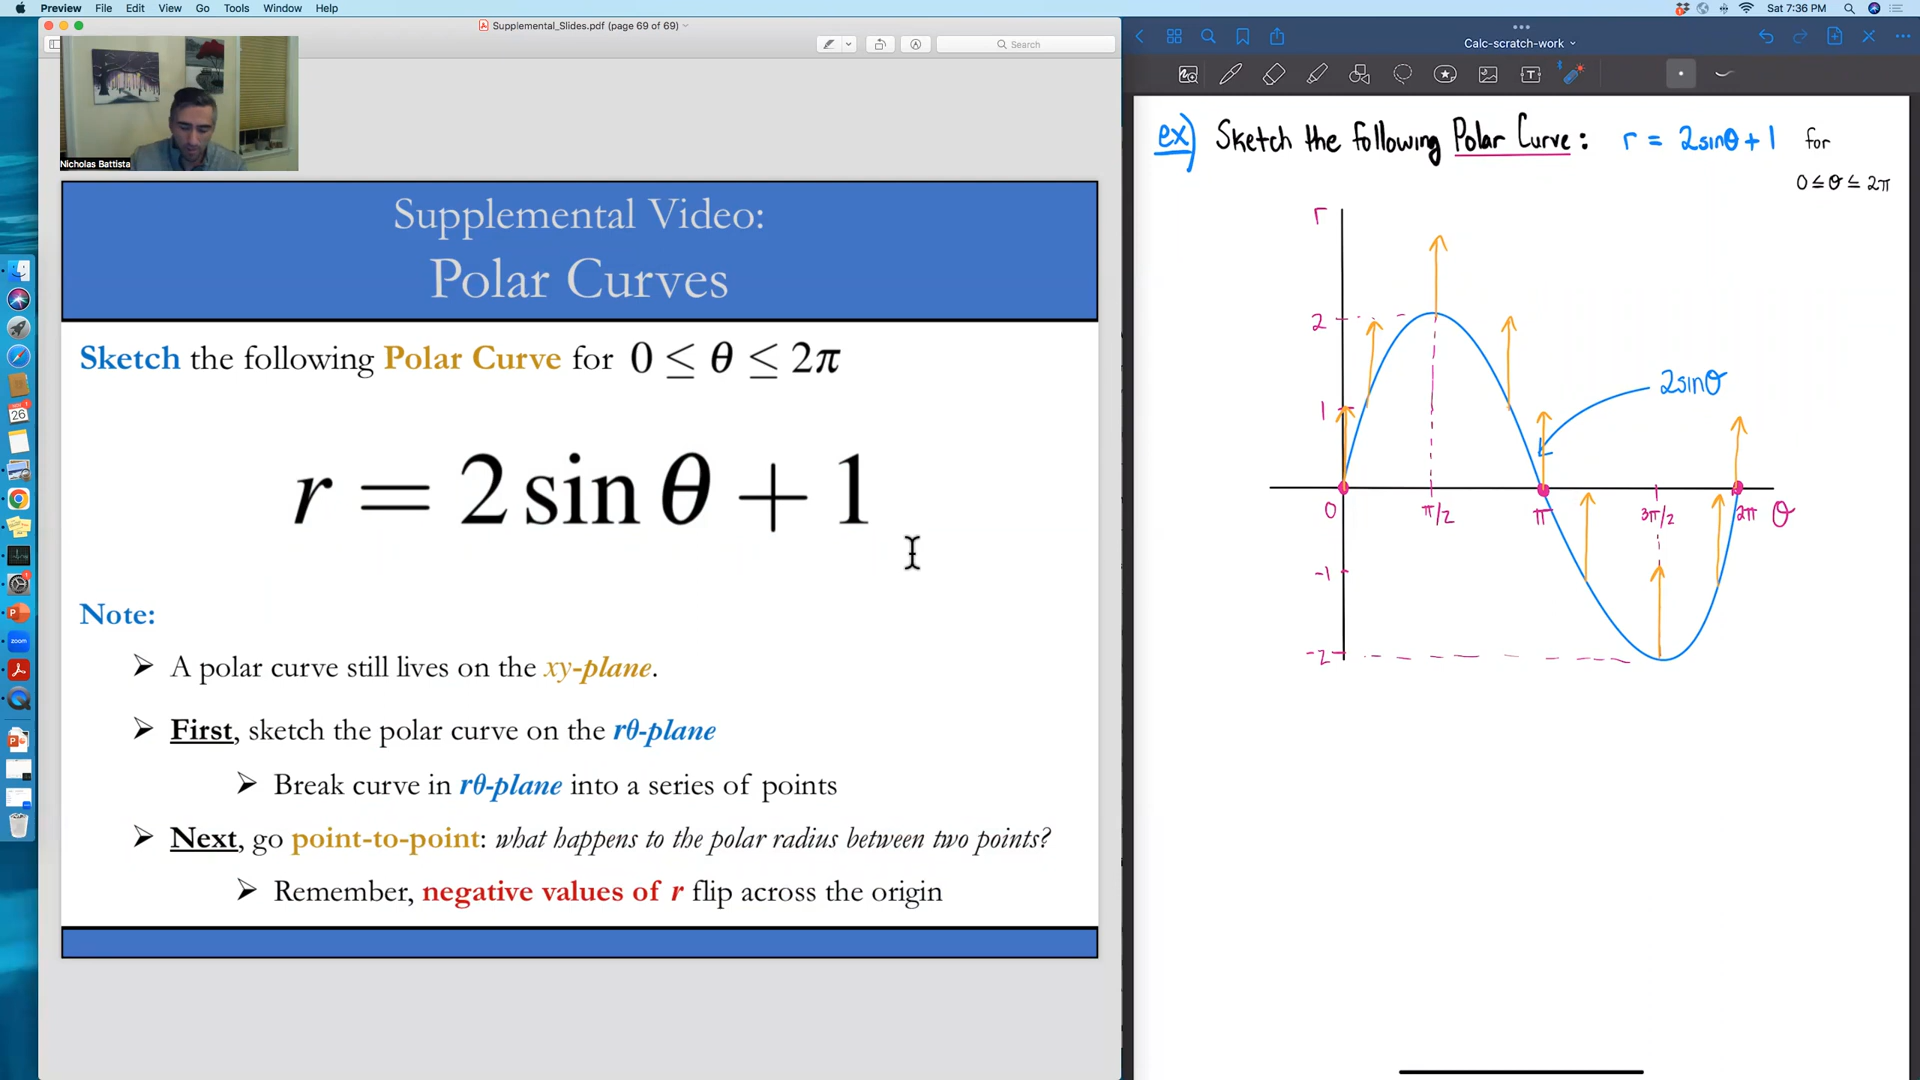 Preview File Edit View Go Tools Window Help
Sat 7:36 PM
Supplemental_Slides.pdf (page 69 of 69)
Search
Nicholas Battista
Supplemental Video:
Polar Curves
Sketch the following Polar Curve for 0 ≤ θ ≤ 2π
r = 2 sin θ + 1
Note:
➢ A polar curve still lives on the xy-plane.
➢ First, sketch the polar curve on the rθ-plane
➢ Break curve in rθ-plane into a series of points
➢ Next, go point-to-point: what happens to the polar radius between two points?
➢ Remember, negative values of r flip across the origin
Calc-scratch-work
ex) Sketch the following Polar Curve: r = 2sinθ + 1 for
0 ≤ θ ≤ 2π
r
2
2sinθ
1
0 π/2 π 3π/2 2π θ
-1
-2
26